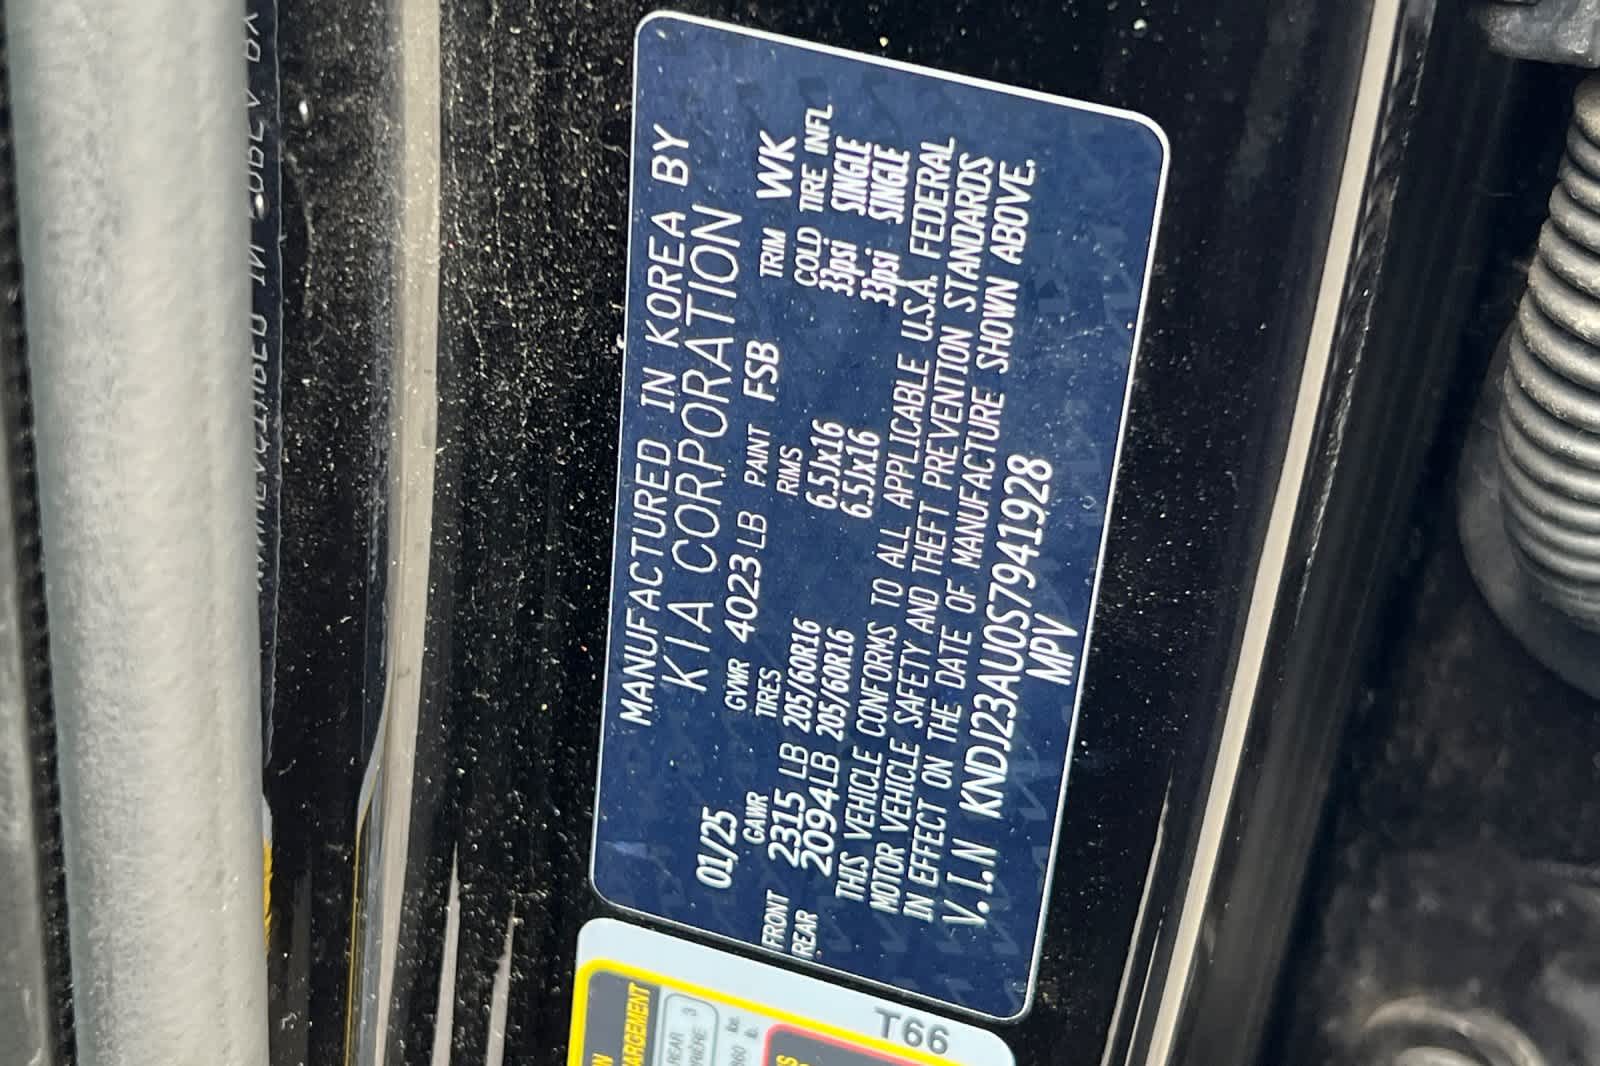 MANUFACTURED IN KOREA BY
KIA CORPORATION
01/25 GVWR 4023 LB PAINT FSB TRIM WK
GAWR TIRES RIMS COLD TIRE INFL
FRONT 2315 LB 205/60R16 6.5Jx16 33psi SINGLE
REAR 2094LB 205/60R16 6.5Jx16 33psi SINGLE
THIS VEHICLE CONFORMS TO ALL APPLICABLE U.S.A. FEDERAL
MOTOR VEHICLE SAFETY AND THEFT PREVENTION STANDARDS
IN EFFECT ON THE DATE OF MANUFACTURE SHOWN ABOVE.
V.I.N KNDJ23AU0S7941928
MPV
T66
REAR 3